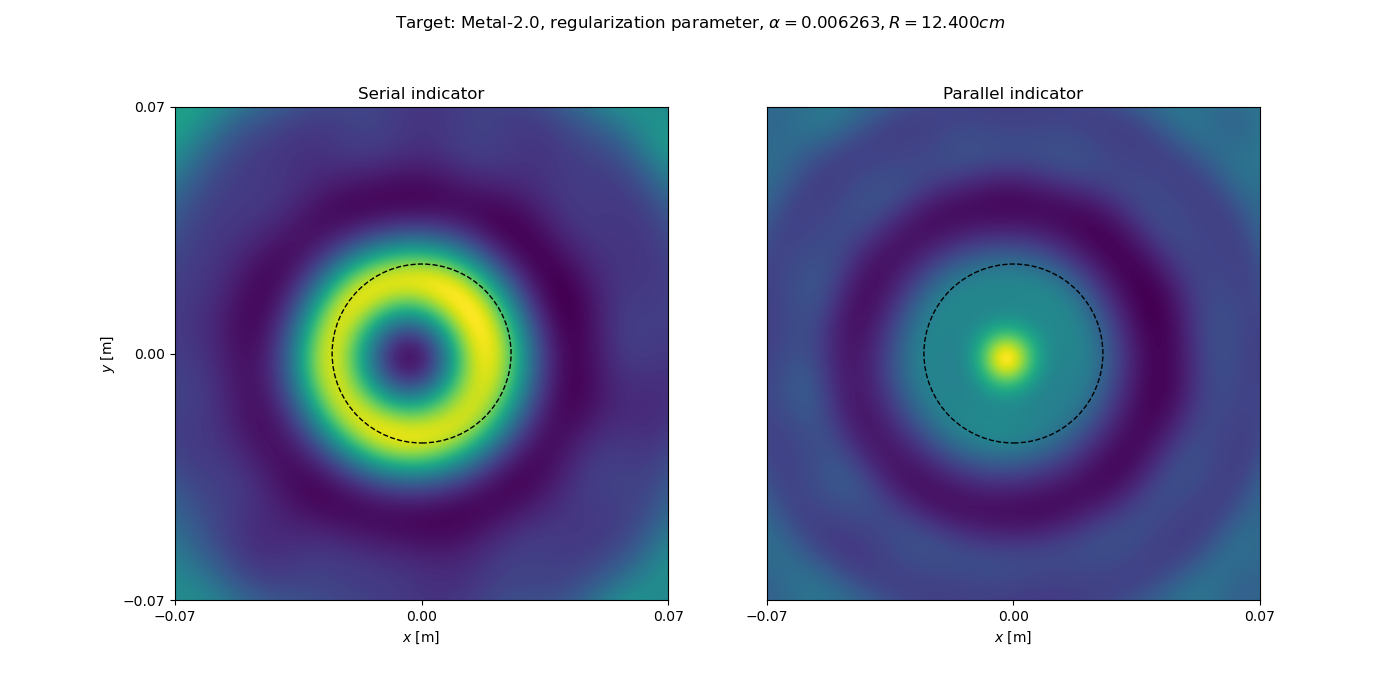 Target: Metal-2.0, regularization parameter, α = 0.006263, R = 12.400cm
Serial indicator
Parallel indicator
0.07
0.00
−0.07
y [m]
−0.07 0.00 0.07
−0.07 0.00 0.07
x [m]
x [m]